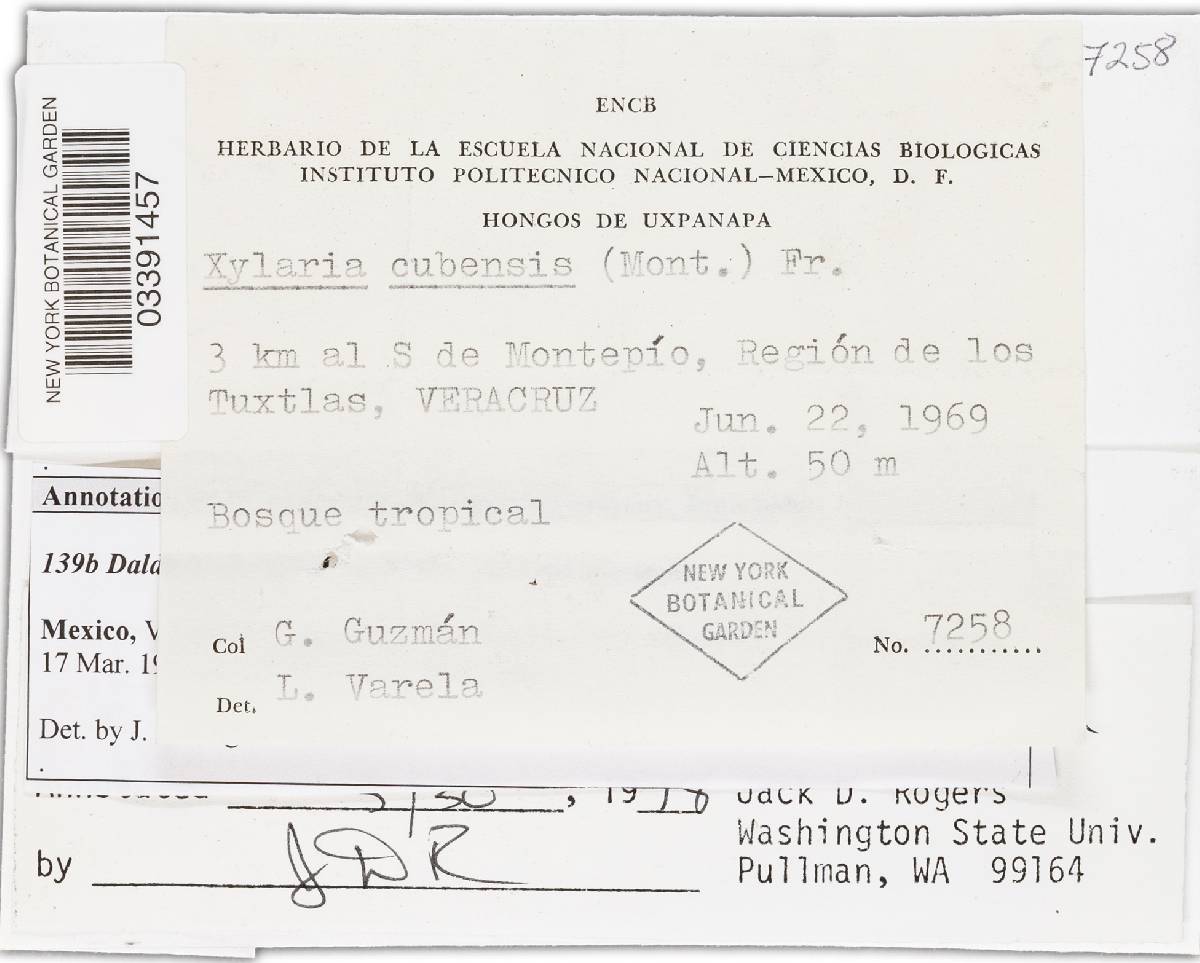 7258
NEW YORK BOTANICAL GARDEN
03391457
ENCB
HERBARIO DE LA ESCUELA NACIONAL DE CIENCIAS BIOLOGICAS
INSTITUTO POLITECNICO NACIONAL—MEXICO, D. F.
HONGOS DE UXPANAPA
Xylaria cubensis (Mont.) Fr.
3 km al S de Montepío, Región de los
Tuxtlas, VERACRUZ
Jun. 22, 1969
Alt. 50 m
Bosque tropical
NEW YORK
BOTANICAL
GARDEN
Col G. Guzmán
No. 7258
Det. L. Varela
139b
Mexico,
17 Mar.
Det. by J.
Jack D. Rogers
by JDR
Washington State Univ.
Pullman, WA 99164